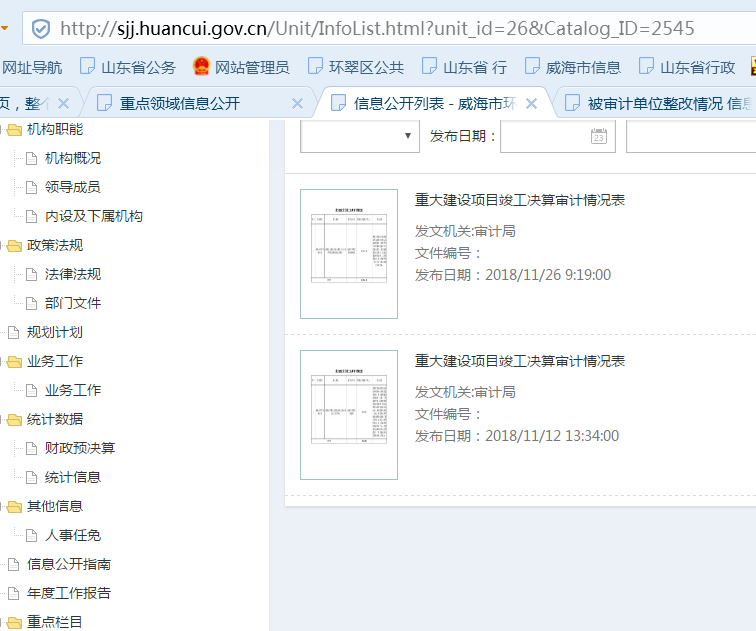 http://sjj.huancui.gov.cn/Unit/InfoList.html?unit_id=26&Catalog_ID=2545
网址导航 山东省公务 网站管理员 环翠区公共 山东省 行 威海市信息 山东省行政
页，整个 重点领域信息公开 信息公开列表 - 威海市环 被审计单位整改情况 信息
机构职能
机构概况
领导成员
内设及下属机构
政策法规
法律法规
部门文件
规划计划
业务工作
业务工作
统计数据
财政预决算
统计信息
其他信息
人事任免
信息公开指南
年度工作报告
重点栏目
发布日期： 23
重大建设项目竣工决算审计情况表
发文机关:审计局
文件编号：
发布日期：2018/11/26 9:19:00
重大建设项目竣工决算审计情况表
发文机关:审计局
文件编号：
发布日期：2018/11/12 13:34:00